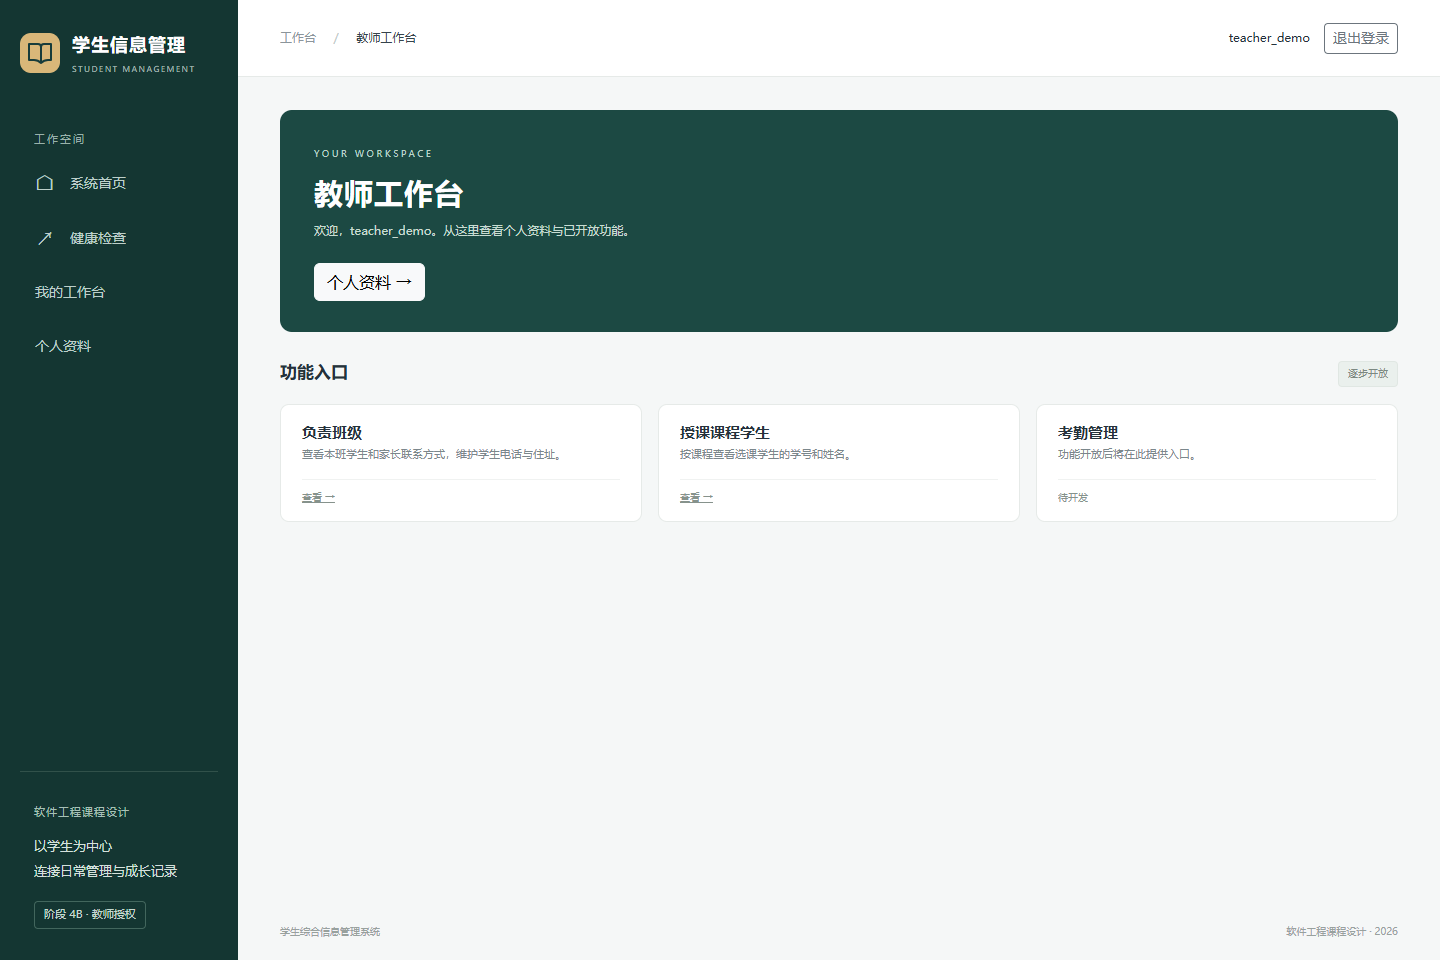 学生信息管理
STUDENT MANAGEMENT
工作空间
系统首页
健康检查
我的工作台
个人资料
软件工程课程设计
以学生为中心
连接日常管理与成长记录
阶段 4B · 教师授权
工作台 / 教师工作台
teacher_demo 退出登录
YOUR WORKSPACE
教师工作台
欢迎，teacher_demo。从这里查看个人资料与已开放功能。
个人资料 →
功能入口
逐步开放
负责班级
查看本班学生和家长联系方式，维护学生电话与住址。
查看 →
授课课程学生
按课程查看选课学生的学号和姓名。
查看 →
考勤管理
功能开放后将在此提供入口。
待开发
学生综合信息管理系统
软件工程课程设计 · 2026